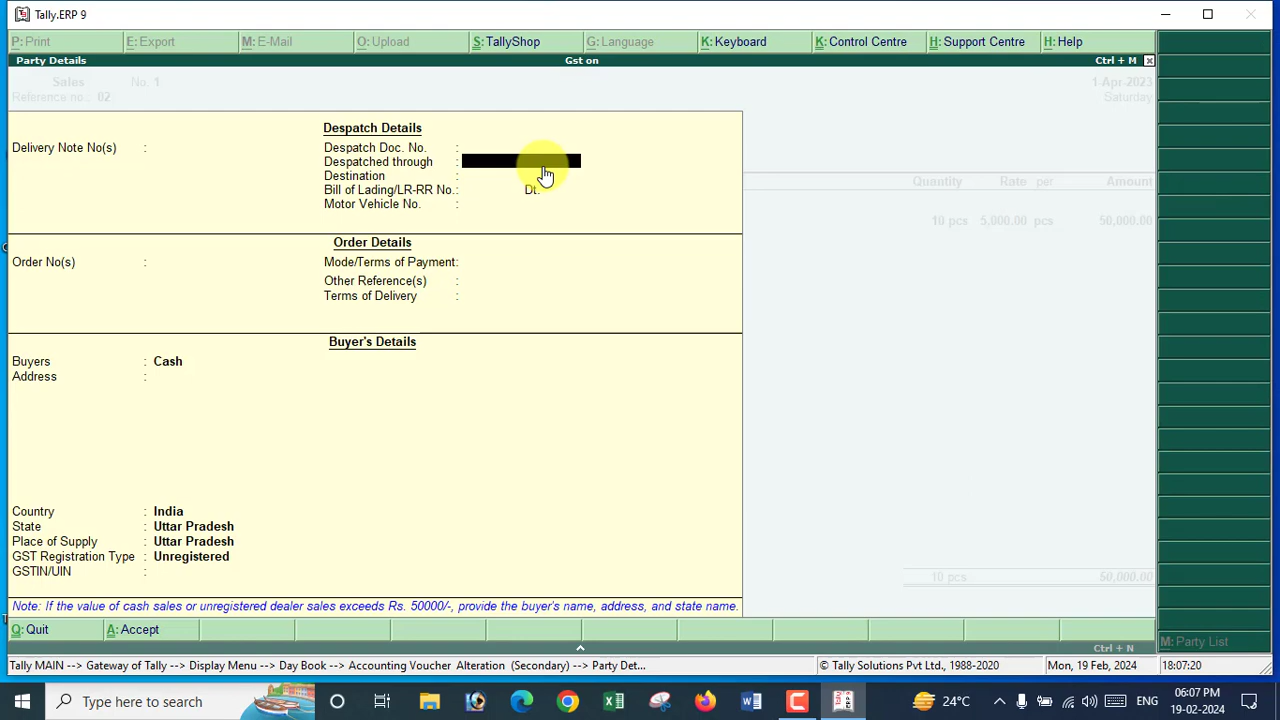 Tally.ERP 9
P: Print E: Export M: E-Mail O: Upload S: TallyShop G: Language K: Keyboard K: Control Centre H: Support Centre H: Help
Party Details Gst on Ctrl + M
Sales No. 1 1-Apr-2023
Reference no.. 02 Saturday
Despatch Details
Delivery Note No(s) : Despatch Doc. No. :
Despatched through :
Destination :
Quantity Rate per Amount
Bill of Lading/LR-RR No.: Dt.
Motor Vehicle No. :
10 pcs 5,000.00 pcs 50,000.00
Order Details
Order No(s) : Mode/Terms of Payment:
Other Reference(s) :
Terms of Delivery :
Buyer's Details
Buyers : Cash
Address :
Country : India
State : Uttar Pradesh
Place of Supply : Uttar Pradesh
GST Registration Type : Unregistered
GSTIN/UIN :
10 pcs 50,000.00
Note: If the value of cash sales or unregistered dealer sales exceeds Rs. 50000/-, provide the buyer's name, address, and state name.
Q: Quit A: Accept
M: Party List
Ctrl + N
Tally MAIN --> Gateway of Tally --> Display Menu --> Day Book --> Accounting Voucher Alteration (Secondary) --> Party Det... © Tally Solutions Pvt Ltd., 1988-2020 Mon, 19 Feb, 2024 18:07:20
Type here to search 24°C ENG 06:07 PM
19-02-2024